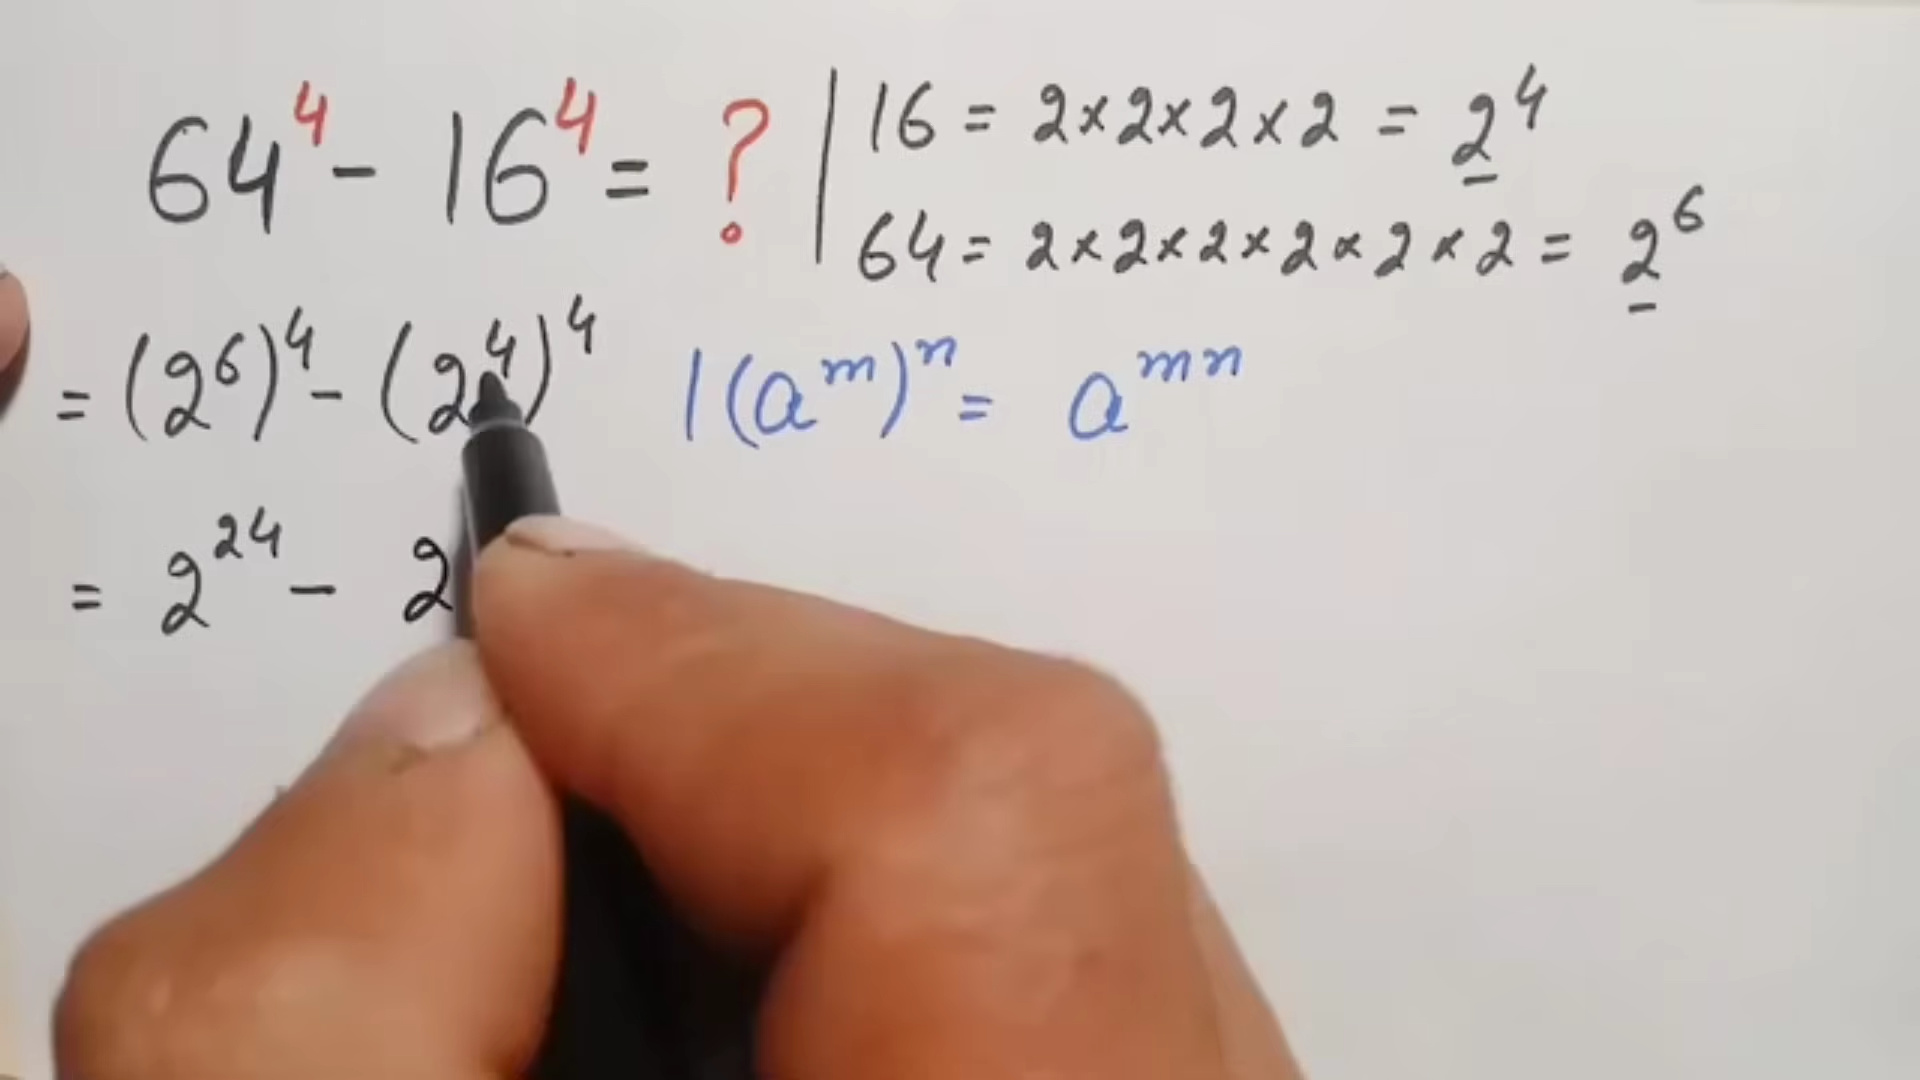 64⁴ - 16⁴ = ? | 16 = 2×2×2×2 = 2⁴
64 = 2×2×2×2×2×2 = 2⁶
= (2⁶)⁴ - (2⁴)⁴ | (aᵐ)ⁿ = aᵐⁿ
= 2²⁴ - 2